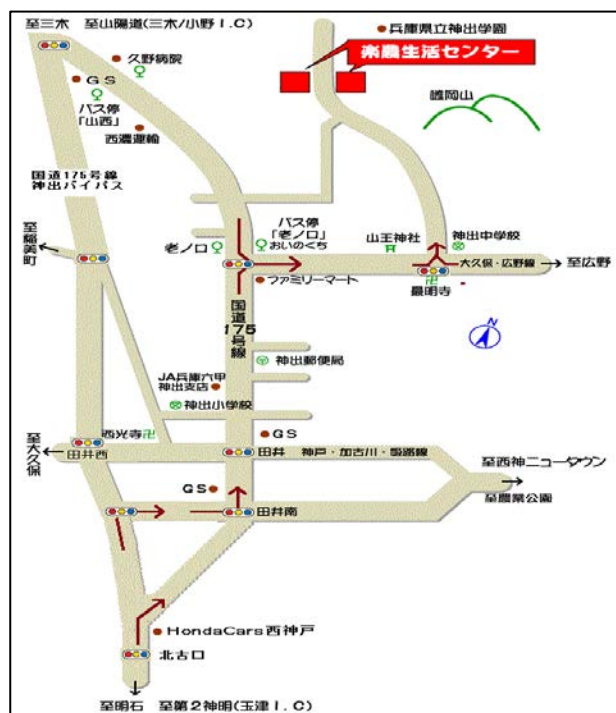 至三木 至山陽道(三木/小野I.C)
兵庫県立神出学園
楽農生活センター
久野病院
GS
バス停
「山西」
西濃運輸
雄岡山
国道175号線
神出バイパス
至稲美町
老ノ口
バス停
「老ノロ」
おいのくち
山王神社
神出中学校
大久保・広野線
至広野
最明寺
ファミリーマート
国道175号線
N
神出郵便局
JA兵庫六甲
神出支店
神出小学校
西光寺
GS
至大久保
田井西
田井
神戸・加古川・姫路線
至西神ニュータウン
至農業公園
GS
田井南
HondaCars西神戸
北古口
至明石 至第2神明(玉津I.C)